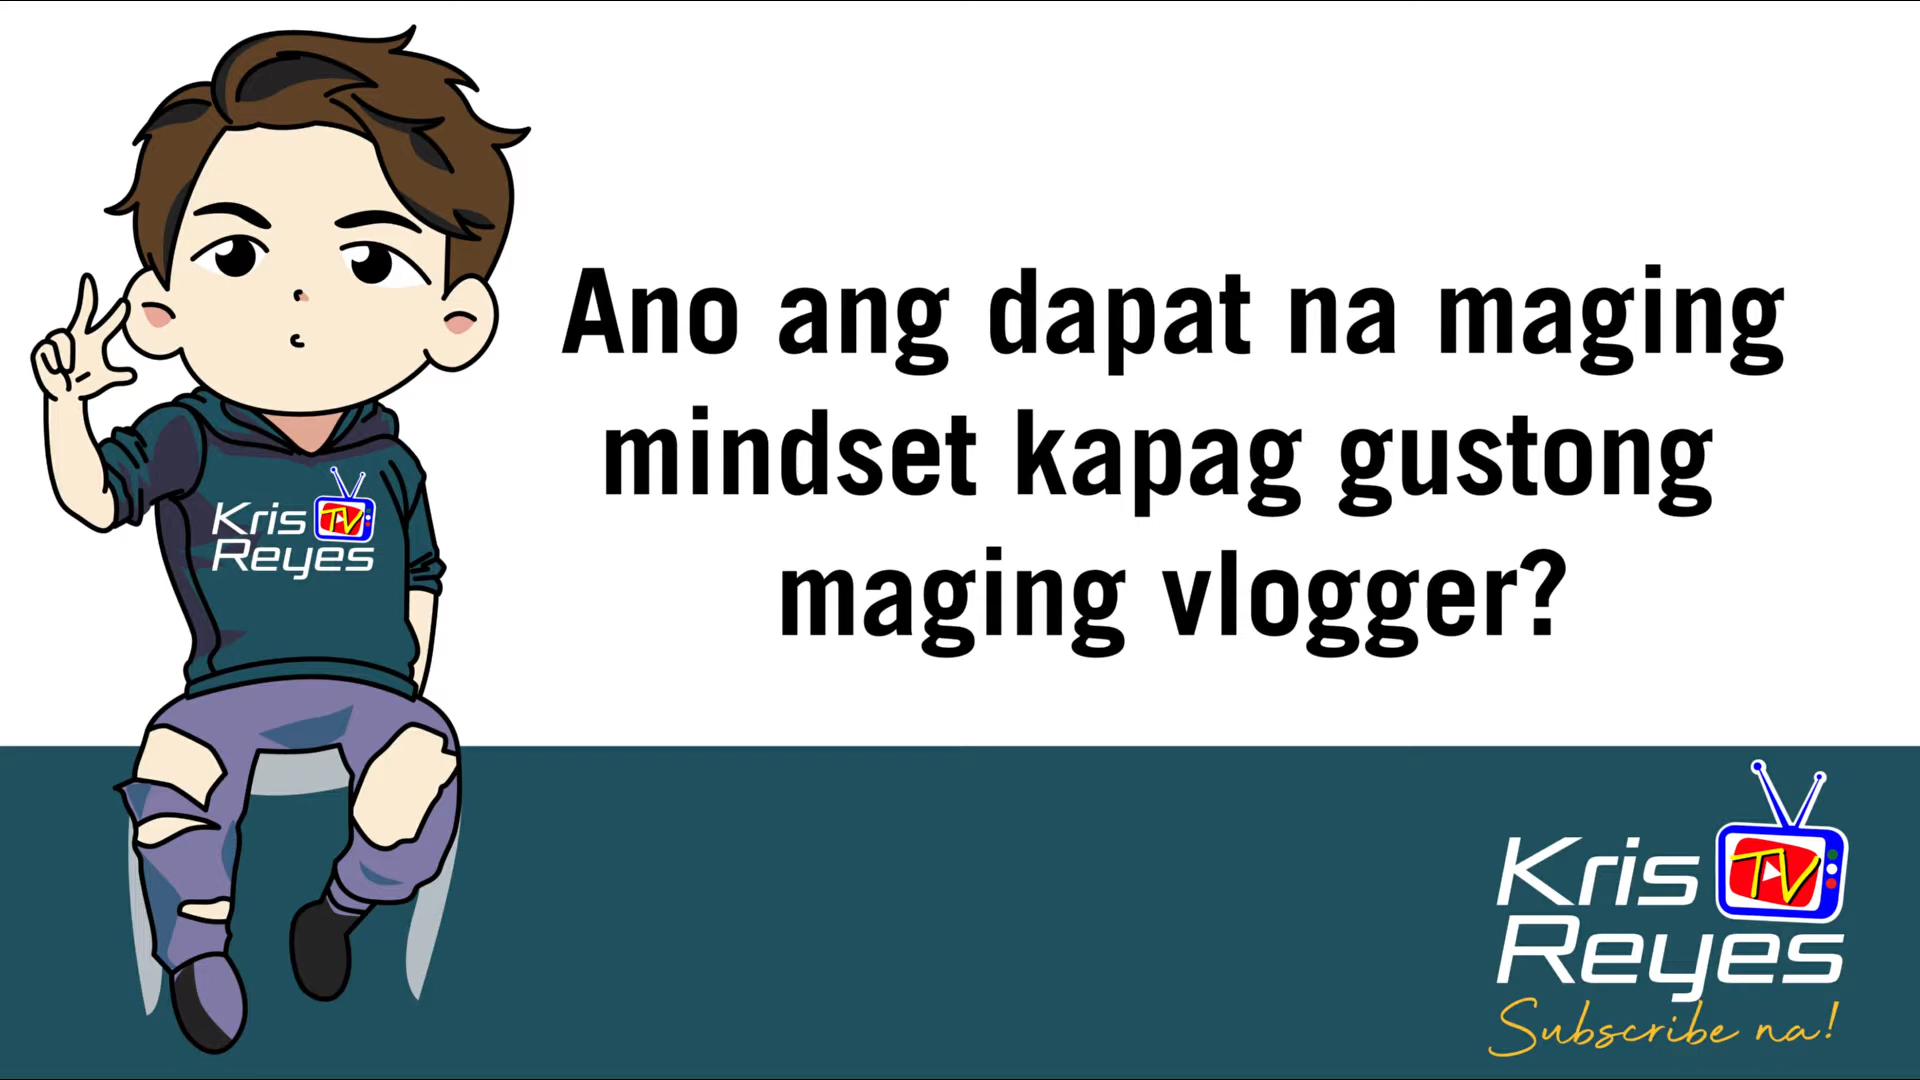 Ano ang dapat na maging
mindset kapag gustong
maging vlogger?
Kris TV
Reyes
Kris TV
Reyes
Subscribe na!